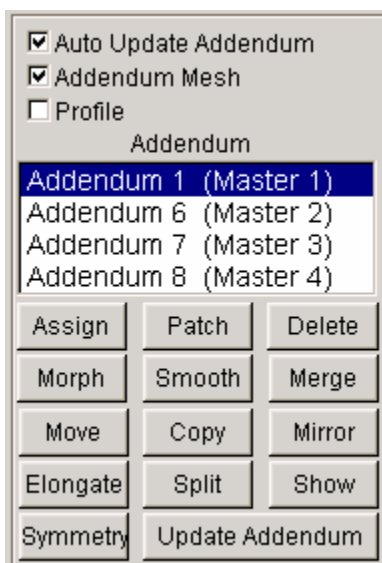 Auto Update Addendum
Addendum Mesh
Profile
Addendum
Addendum 1 (Master 1)
Addendum 6 (Master 2)
Addendum 7 (Master 3)
Addendum 8 (Master 4)
Assign Patch Delete
Morph Smooth Merge
Move Copy Mirror
Elongate Split Show
Symmetry Update Addendum